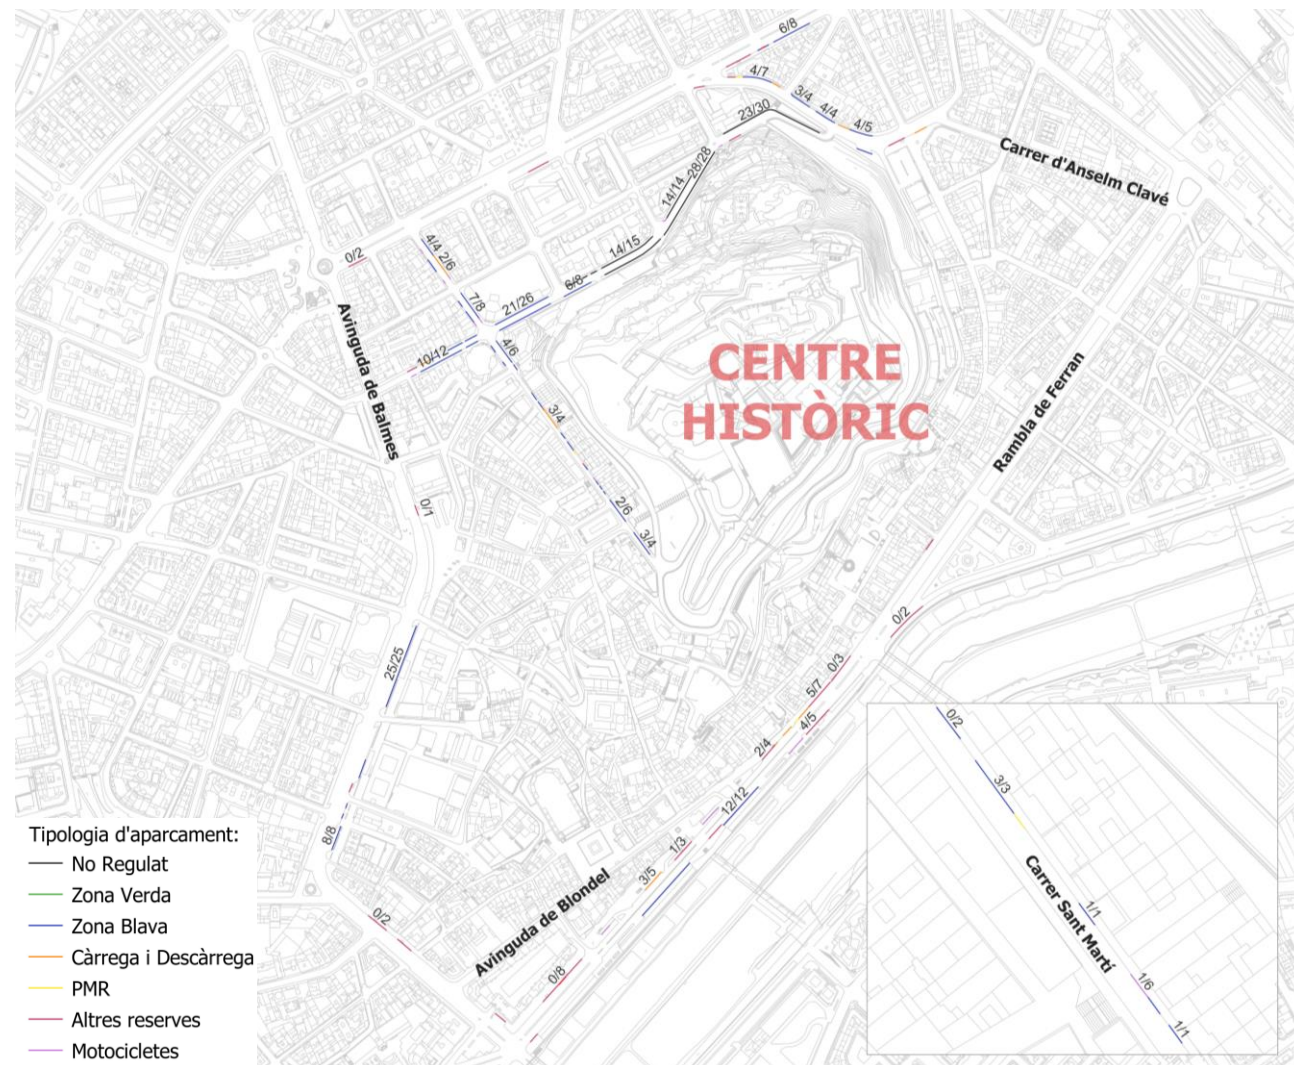 6/8
4/7
3/4
4/4
4/5
23/30
Carrer d'Anselm Clavé
28/28
14/14
14/15
4/4
2/6
0/2
6/8
21/26
7/8
Avinguda de Balmes
10/12
4/6
CENTRE
HISTÒRIC
Rambla de Ferran
3/4
0/1
2/6
3/4
0/2
25/25
0/3
5/7
4/5
2/4
12/12
8/8
1/3
3/5
0/2
Avinguda de Blondel
0/8
0/2
3/3
Carrer Sant Martí
1/1
1/6
1/1
Tipologia d'aparcament:
No Regulat
Zona Verda
Zona Blava
Càrrega i Descàrrega
PMR
Altres reserves
Motocicletes